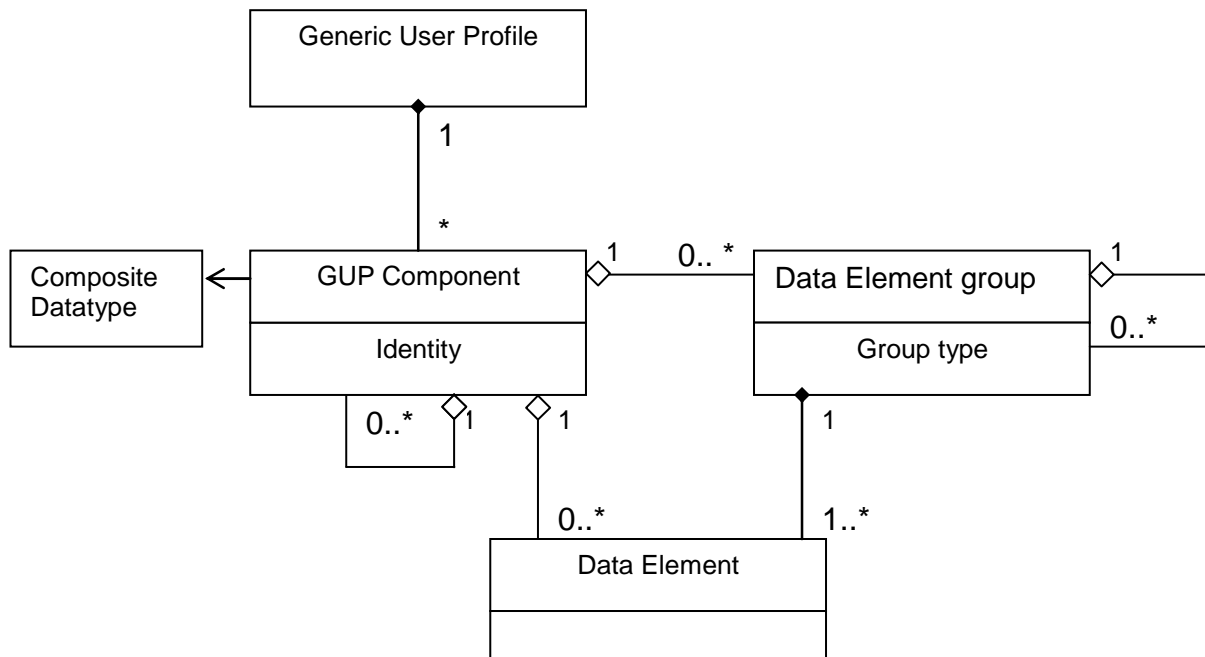 Generic User Profile
1
*
Composite
Datatype
GUP Component
1
0.. *
Data Element group
1
Identity
Group type
0..*
0..*
1
1
1
0..*
1..*
Data Element